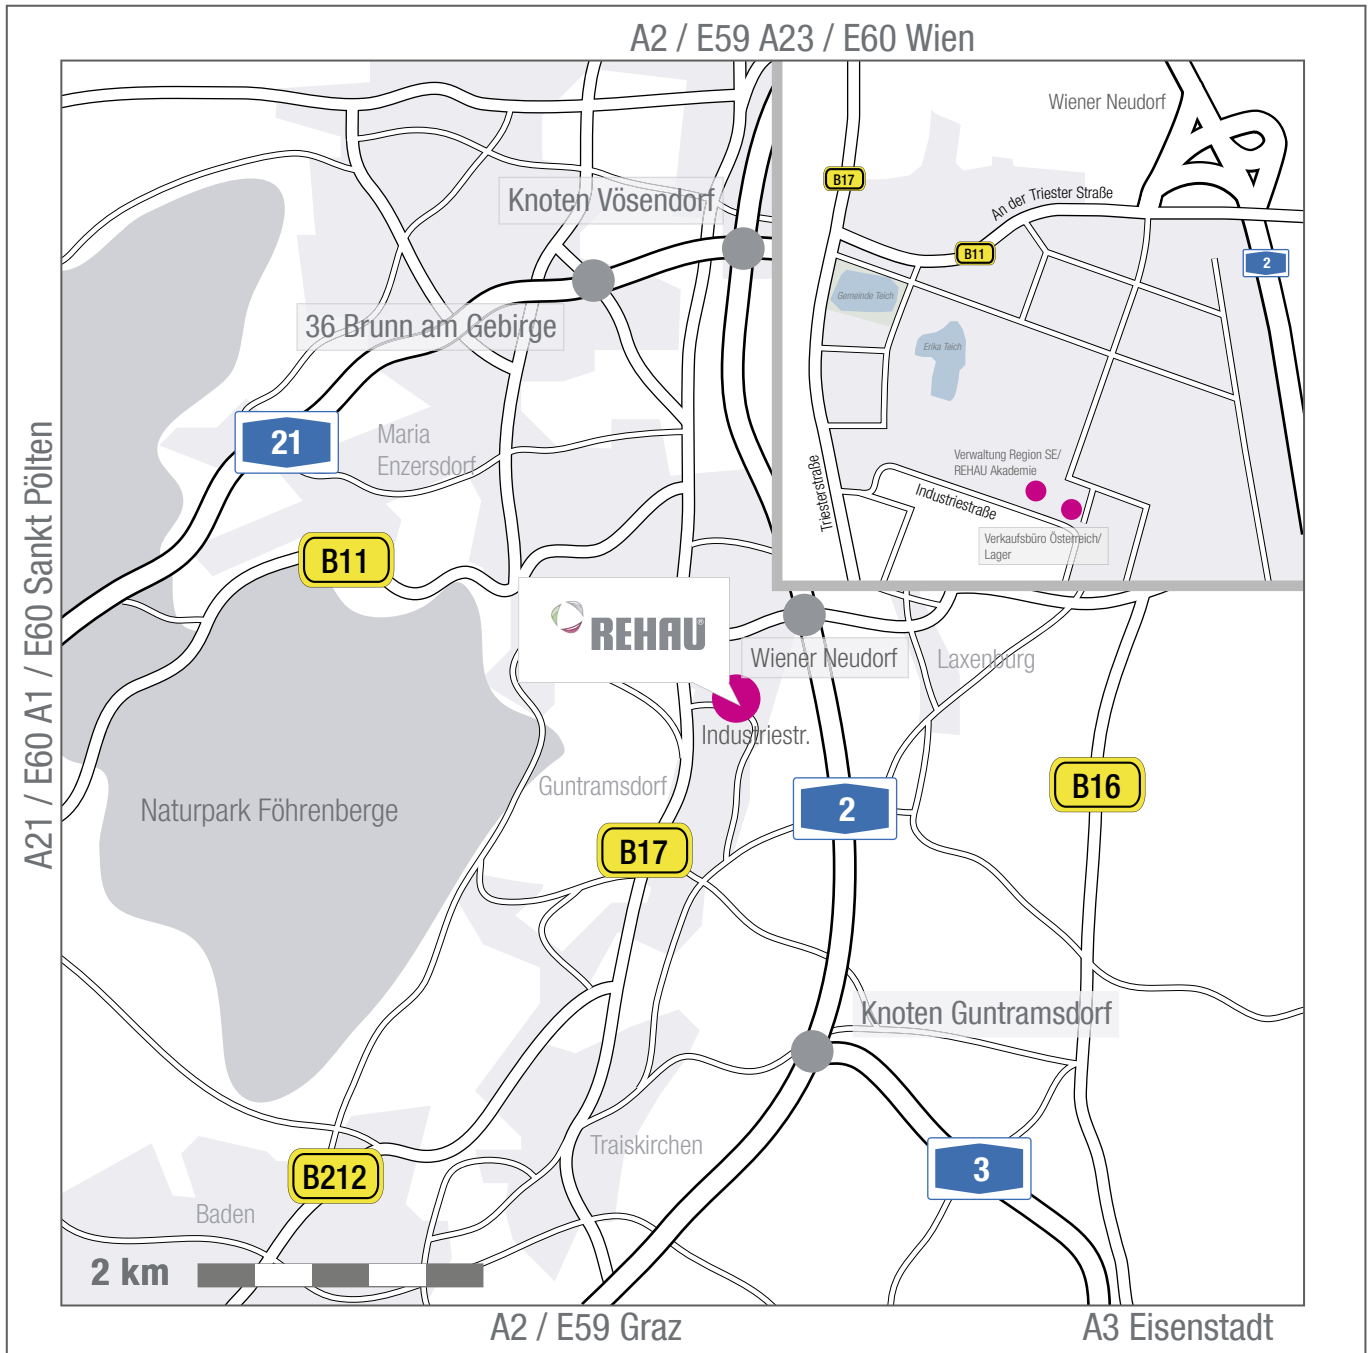 A2 / E59 A23 / E60 Wien
Wiener Neudorf
B17
An der Triester Straße
Knoten Vösendorf
B11
2
Gemeinde Teich
36 Brunn am Gebirge
Erika Teich
21
Maria
Enzersdorf
Verwaltung Region SE/
REHAU Akademie
Triesterstraße
Industriestraße
Verkaufsbüro Österreich/
Lager
B11
A21 / E60 A1 / E60 Sankt Pölten
REHAU®
Wiener Neudorf
Laxenburg
Industriestr.
Guntramsdorf
B16
Naturpark Föhrenberge
2
B17
Knoten Guntramsdorf
Traiskirchen
3
B212
Baden
2 km
A2 / E59 Graz
A3 Eisenstadt